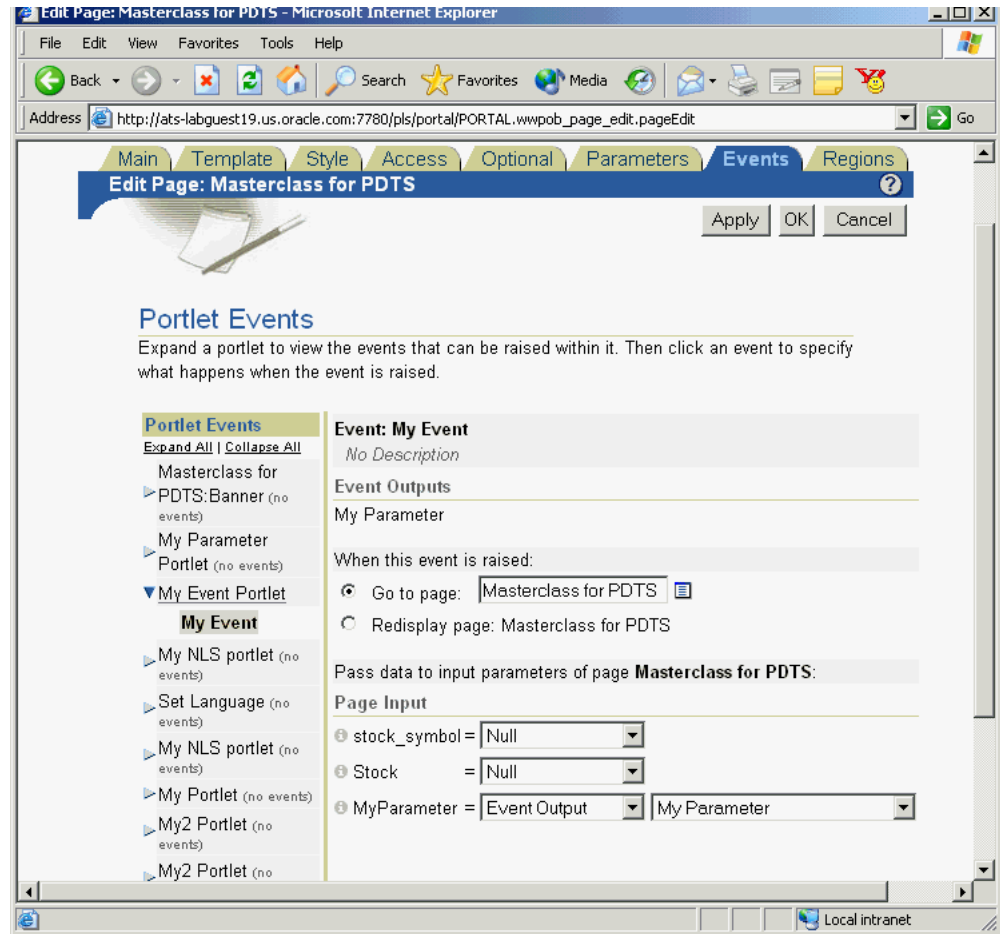 Edit Page: Masterclass for PDTS - Microsoft Internet Explorer
File Edit View Favorites Tools Help
Back Search Favorites Media
Address http://ats-labguest19.us.oracle.com:7780/pls/portal/PORTAL.wwpob_page_edit.pageEdit Go
Main Template Style Access Optional Parameters Events Regions
Edit Page: Masterclass for PDTS ?
Apply OK Cancel
Portlet Events
Expand a portlet to view the events that can be raised within it. Then click an event to specify
what happens when the event is raised.
Portlet Events
Expand All | Collapse All
Masterclass for
PDTS:Banner (no
events)
My Parameter
Portlet (no events)
My Event Portlet
My Event
My NLS portlet (no
events)
Set Language (no
events)
My NLS portlet (no
events)
My Portlet (no events)
My2 Portlet (no
events)
My2 Portlet (no
Event: My Event
No Description
Event Outputs
My Parameter
When this event is raised:
Go to page: Masterclass for PDTS
Redisplay page: Masterclass for PDTS
Pass data to input parameters of page Masterclass for PDTS:
Page Input
stock_symbol = Null
Stock = Null
MyParameter = Event Output My Parameter
Local intranet